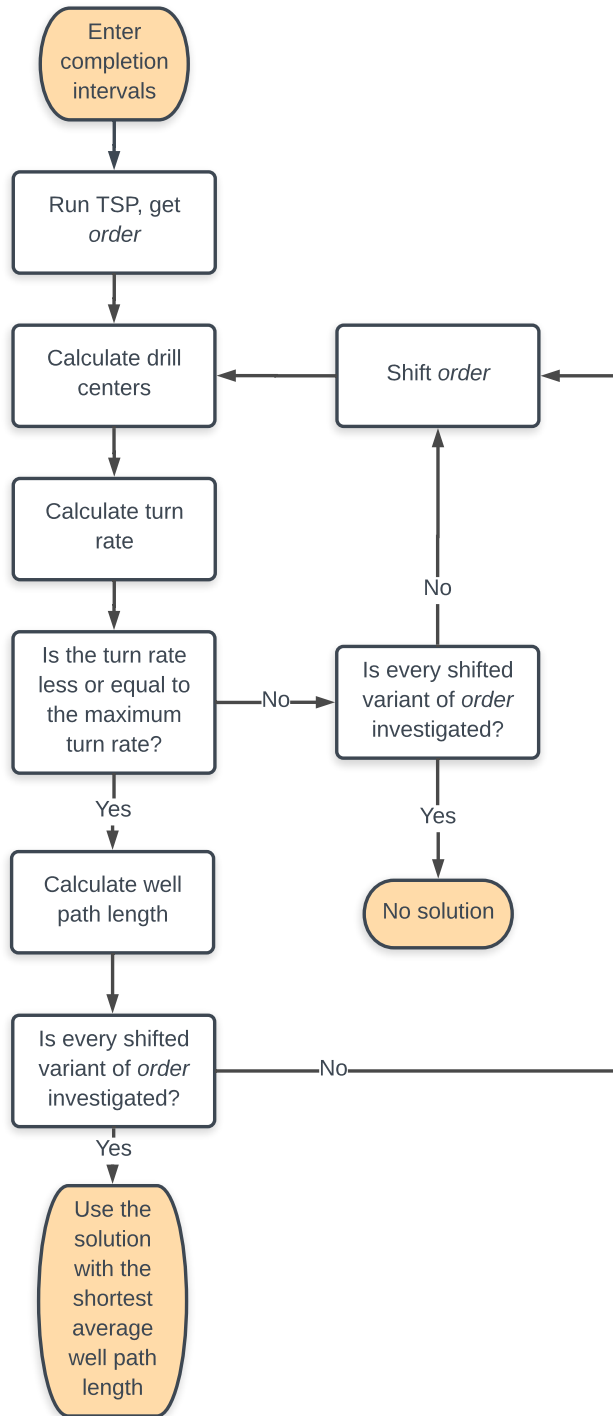 Enter
completion
intervals
Run TSP, get
order
Calculate drill
centers
Shift order
Calculate turn
rate
No
Is the turn rate
less or equal to
the maximum
turn rate?
No
Is every shifted
variant of order
investigated?
Yes
Yes
Calculate well
path length
No solution
Is every shifted
variant of order
investigated?
No
Yes
Use the
solution
with the
shortest
average
well path
length